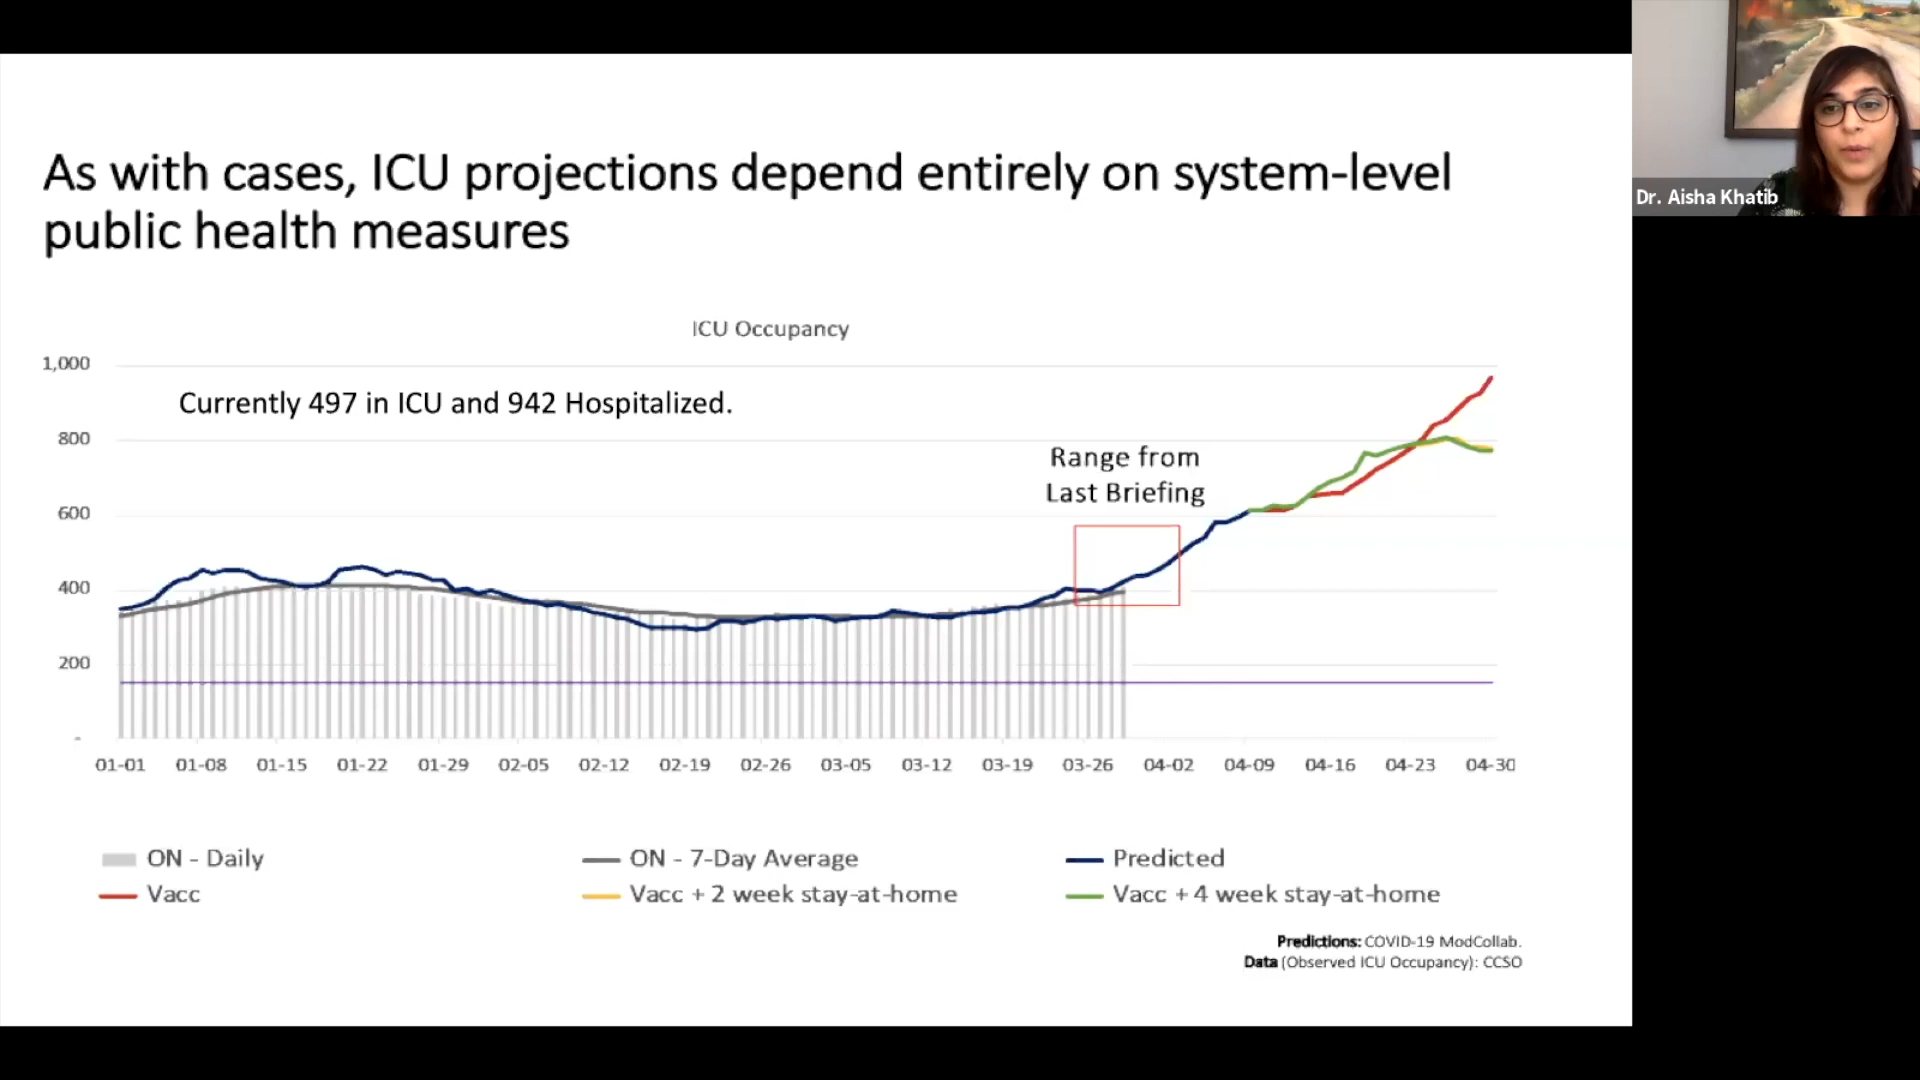 As with cases, ICU projections depend entirely on system-level
public health measures
Dr. Aisha Khatib
ICU Occupancy
1,000
800
600
400
200
-
Currently 497 in ICU and 942 Hospitalized.
Range from
Last Briefing
01-01 01-08 01-15 01-22 01-29 02-05 02-12 02-19 02-26 03-05 03-12 03-19 03-26 04-02 04-09 04-16 04-23 04-30
ON - Daily ON - 7-Day Average Predicted
Vacc Vacc + 2 week stay-at-home Vacc + 4 week stay-at-home
Predictions: COVID-19 ModCollab.
Data (Observed ICU Occupancy): CCSO